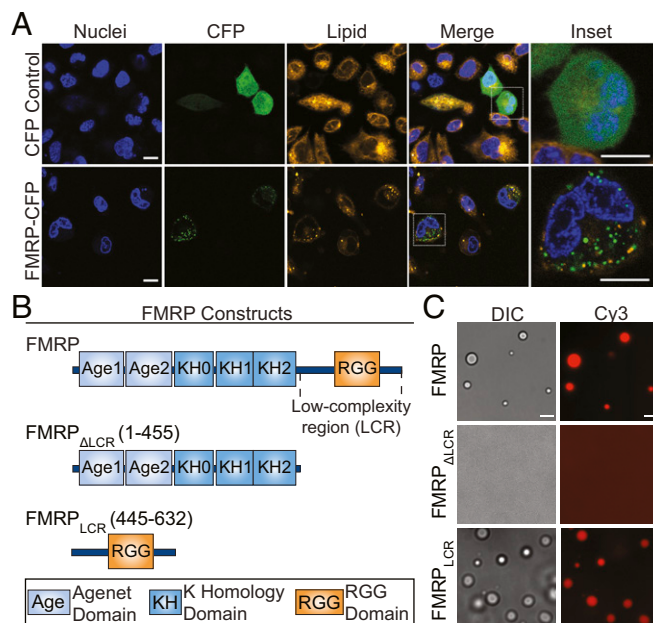 A
Nuclei CFP Lipid Merge Inset
CFP Control
FMRP-CFP
B
FMRP Constructs
FMRP
Age1 Age2 KH0 KH1 KH2 RGG
Low-complexity
region (LCR)
FMRPΔLCR (1-455)
Age1 Age2 KH0 KH1 KH2
FMRPLCR (445-632)
RGG
Age Agenet
Domain
KH K Homology
Domain
RGG RGG
Domain
C
DIC Cy3
FMRP
FMRPΔLCR
FMRPLCR